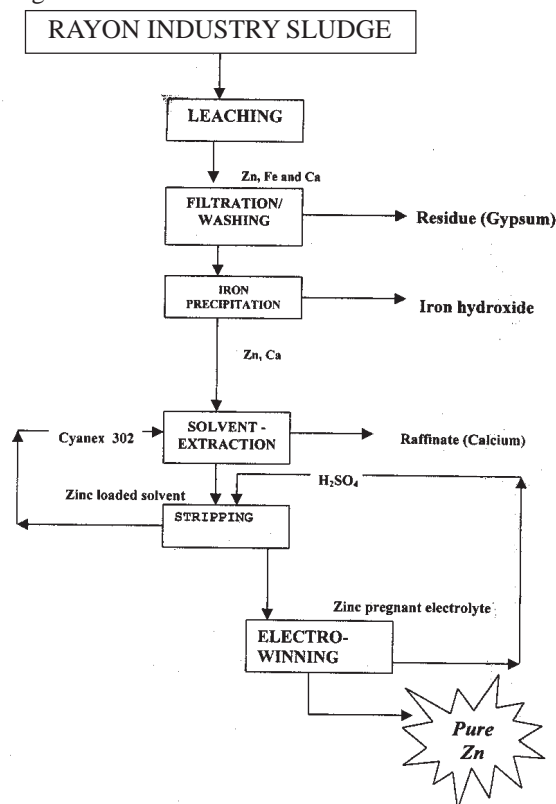 RAYON INDUSTRY SLUDGE
LEACHING
Zn, Fe and Ca
FILTRATION/
WASHING
Residue (Gypsum)
IRON
PRECIPITATION
Iron hydroxide
Zn, Ca
Cyanex 302
SOLVENT -
EXTRACTION
Raffinate (Calcium)
H₂SO₄
Zinc loaded solvent
STRIPPING
Zinc pregnant electrolyte
ELECTRO-
WINNING
Pure
Zn